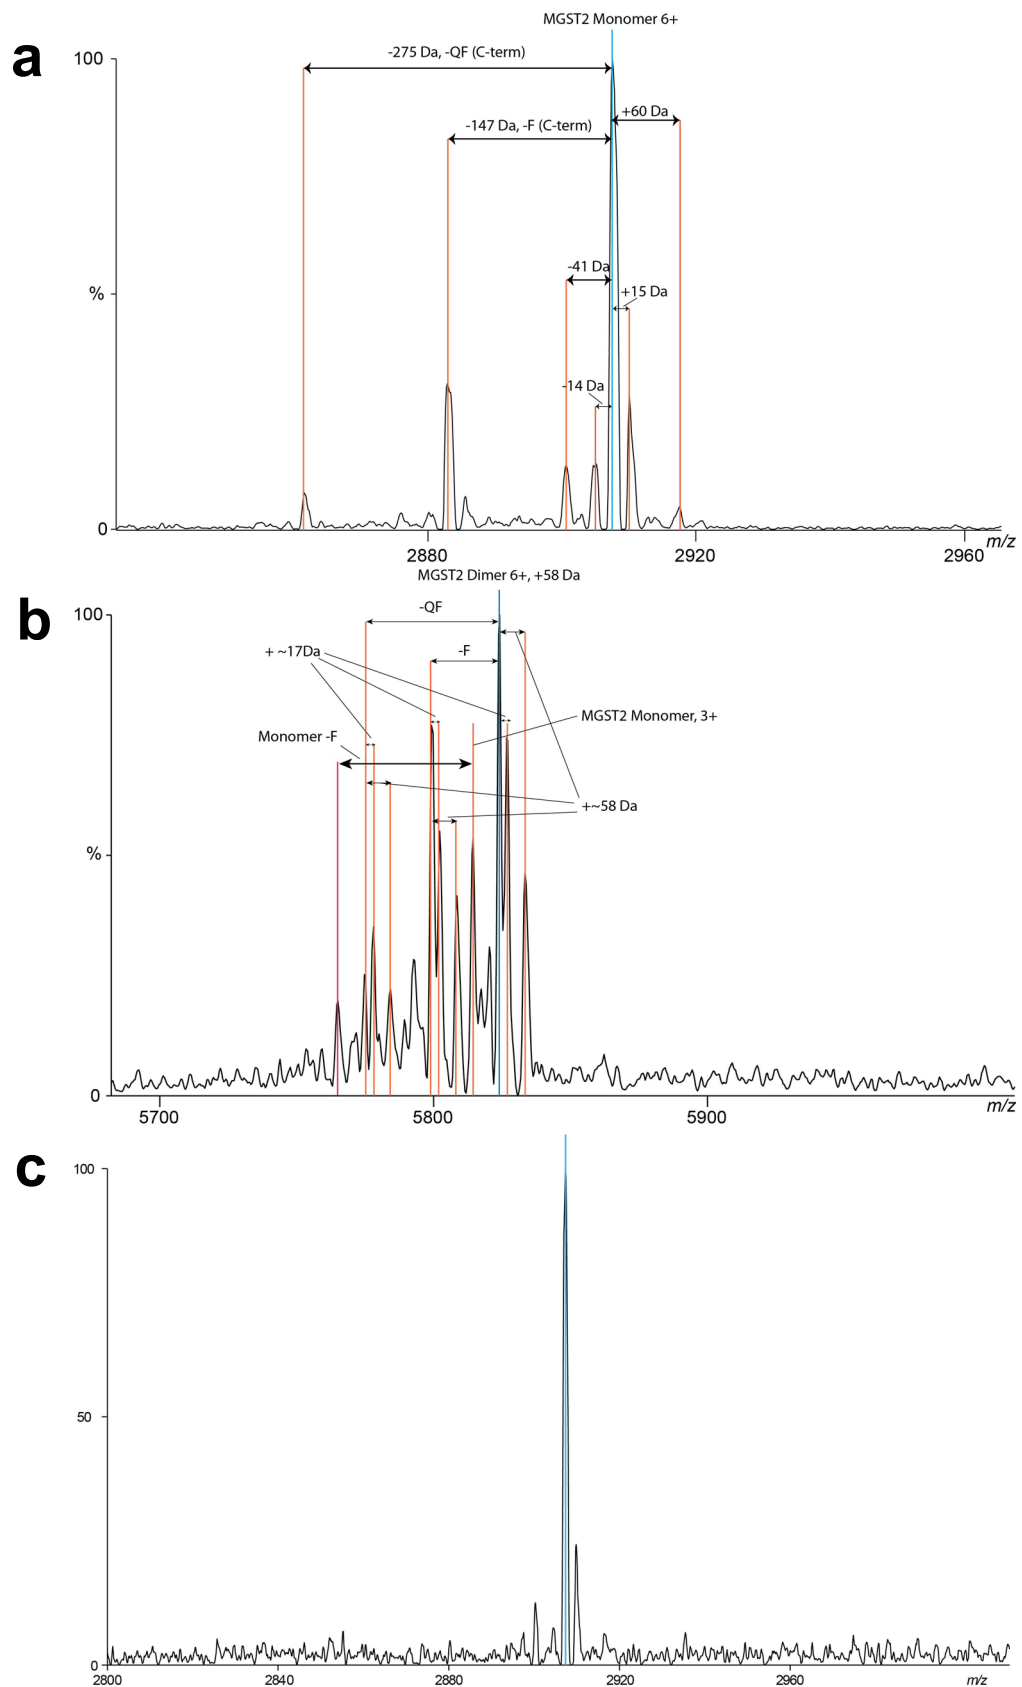 a
MGST2 Monomer 6+
100
-275 Da, -QF (C-term)
+60 Da
-147 Da, -F (C-term)
-41 Da
%
+15 Da
-14 Da
0
m/z
2880
2920
2960
MGST2 Dimer 6+, +58 Da
b
100
-QF
+ ~17Da
-F
MGST2 Monomer, 3+
Monomer -F
+~58 Da
%
0
m/z
5700
5800
5900
c
100
50
0
2800
2840
2880
2920
2960
m/z